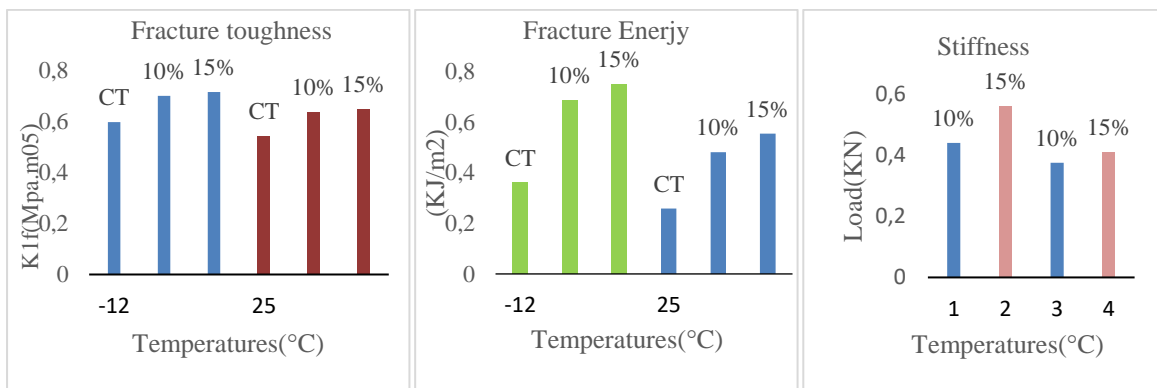 Fracture toughness
K1f(Mpa.m05)
0,8
0,6
0,4
0,2
0
CT
10%
15%
CT
10%
15%
-12
25
Temperatures(°C)
Fracture Enerjy
(KJ/m2)
0,8
0,6
0,4
0,2
0
CT
10%
15%
CT
10%
15%
-12
25
Temperatures(°C)
Stiffness
Load(KN)
0,6
0,4
0,2
0
10%
15%
10%
15%
1
2
3
4
Temperatures(°C)